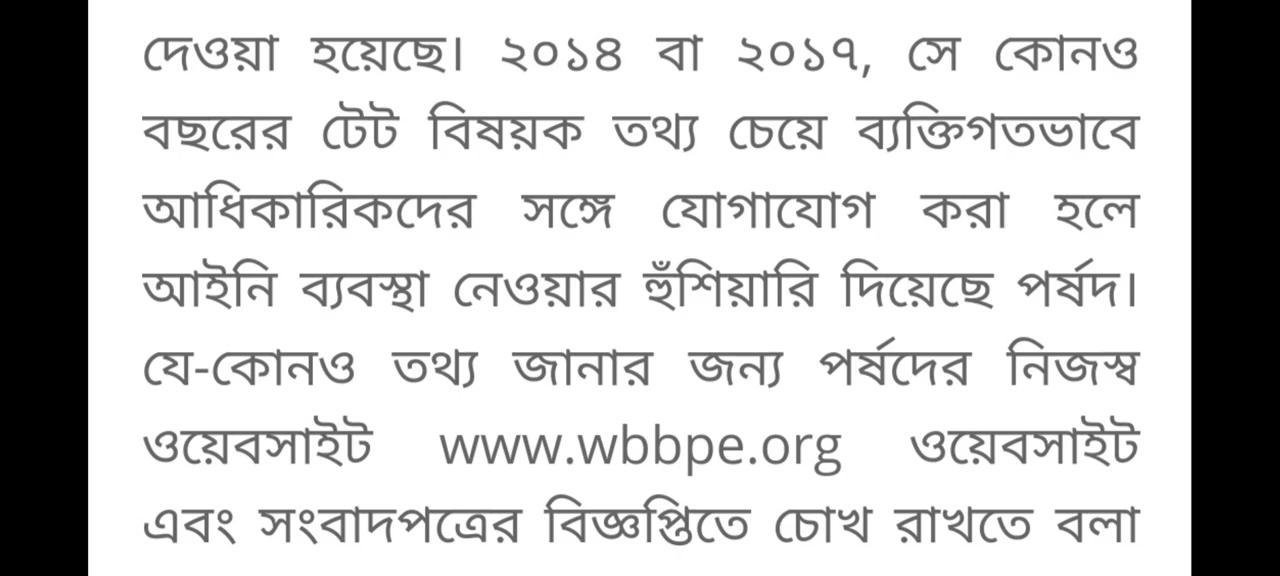 দেওয়া হয়েছে। ২০১৪ বা ২০১৭, সে কোনও
বছরের টেট বিষয়ক তথ্য চেয়ে ব্যক্তিগতভাবে
আধিকারিকদের সঙ্গে যোগাযোগ করা হলে
আইনি ব্যবস্থা নেওয়ার হুঁশিয়ারি দিয়েছে পর্ষদ।
যে-কোনও তথ্য জানার জন্য পর্ষদের নিজস্ব
ওয়েবসাইট www.wbbpe.org ওয়েবসাইট
এবং সংবাদপত্রের বিজ্ঞপ্তিতে চোখ রাখতে বলা